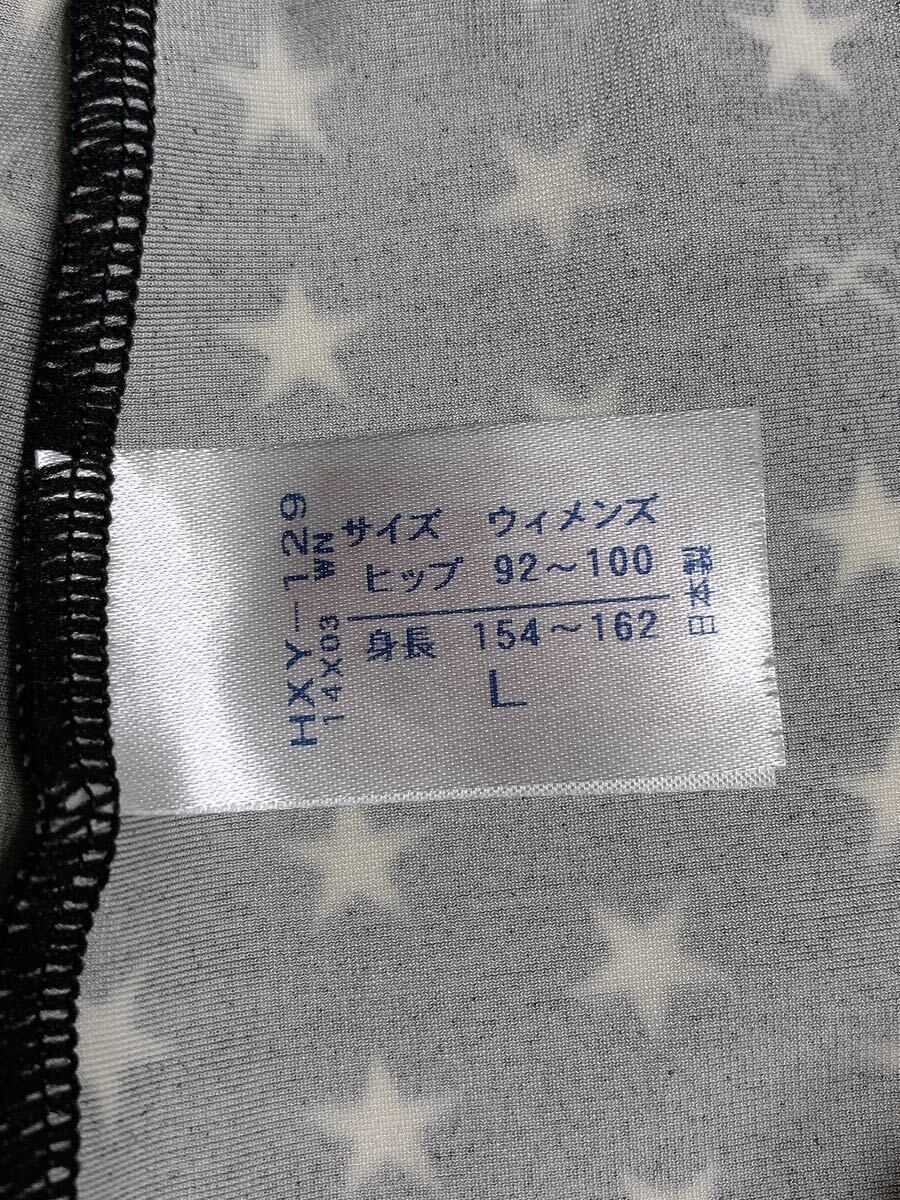 サイズ ウィメンズ
ヒップ 92～100
身長 154～162
L
HXY-129
14X03 WN
日本製